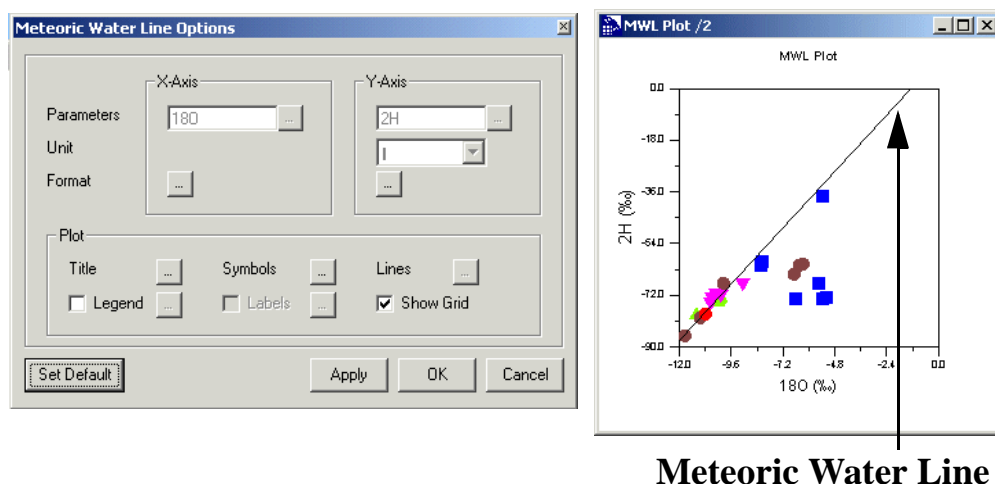 Meteoric Water Line Options
X-Axis
Y-Axis
Parameters
18O
...
2H
...
Unit
Format
...
...
Plot
Title
...
Symbols
...
Lines
...
Legend
...
Labels
...
Show Grid
Set Default
Apply
OK
Cancel
MWL Plot /2
MWL Plot
0.0
-18.0
-36.0
-54.0
-72.0
-90.0
2H (‰)
-12.0 -9.6 -7.2 -4.8 -2.4 0.0
18O (‰)
Meteoric Water Line